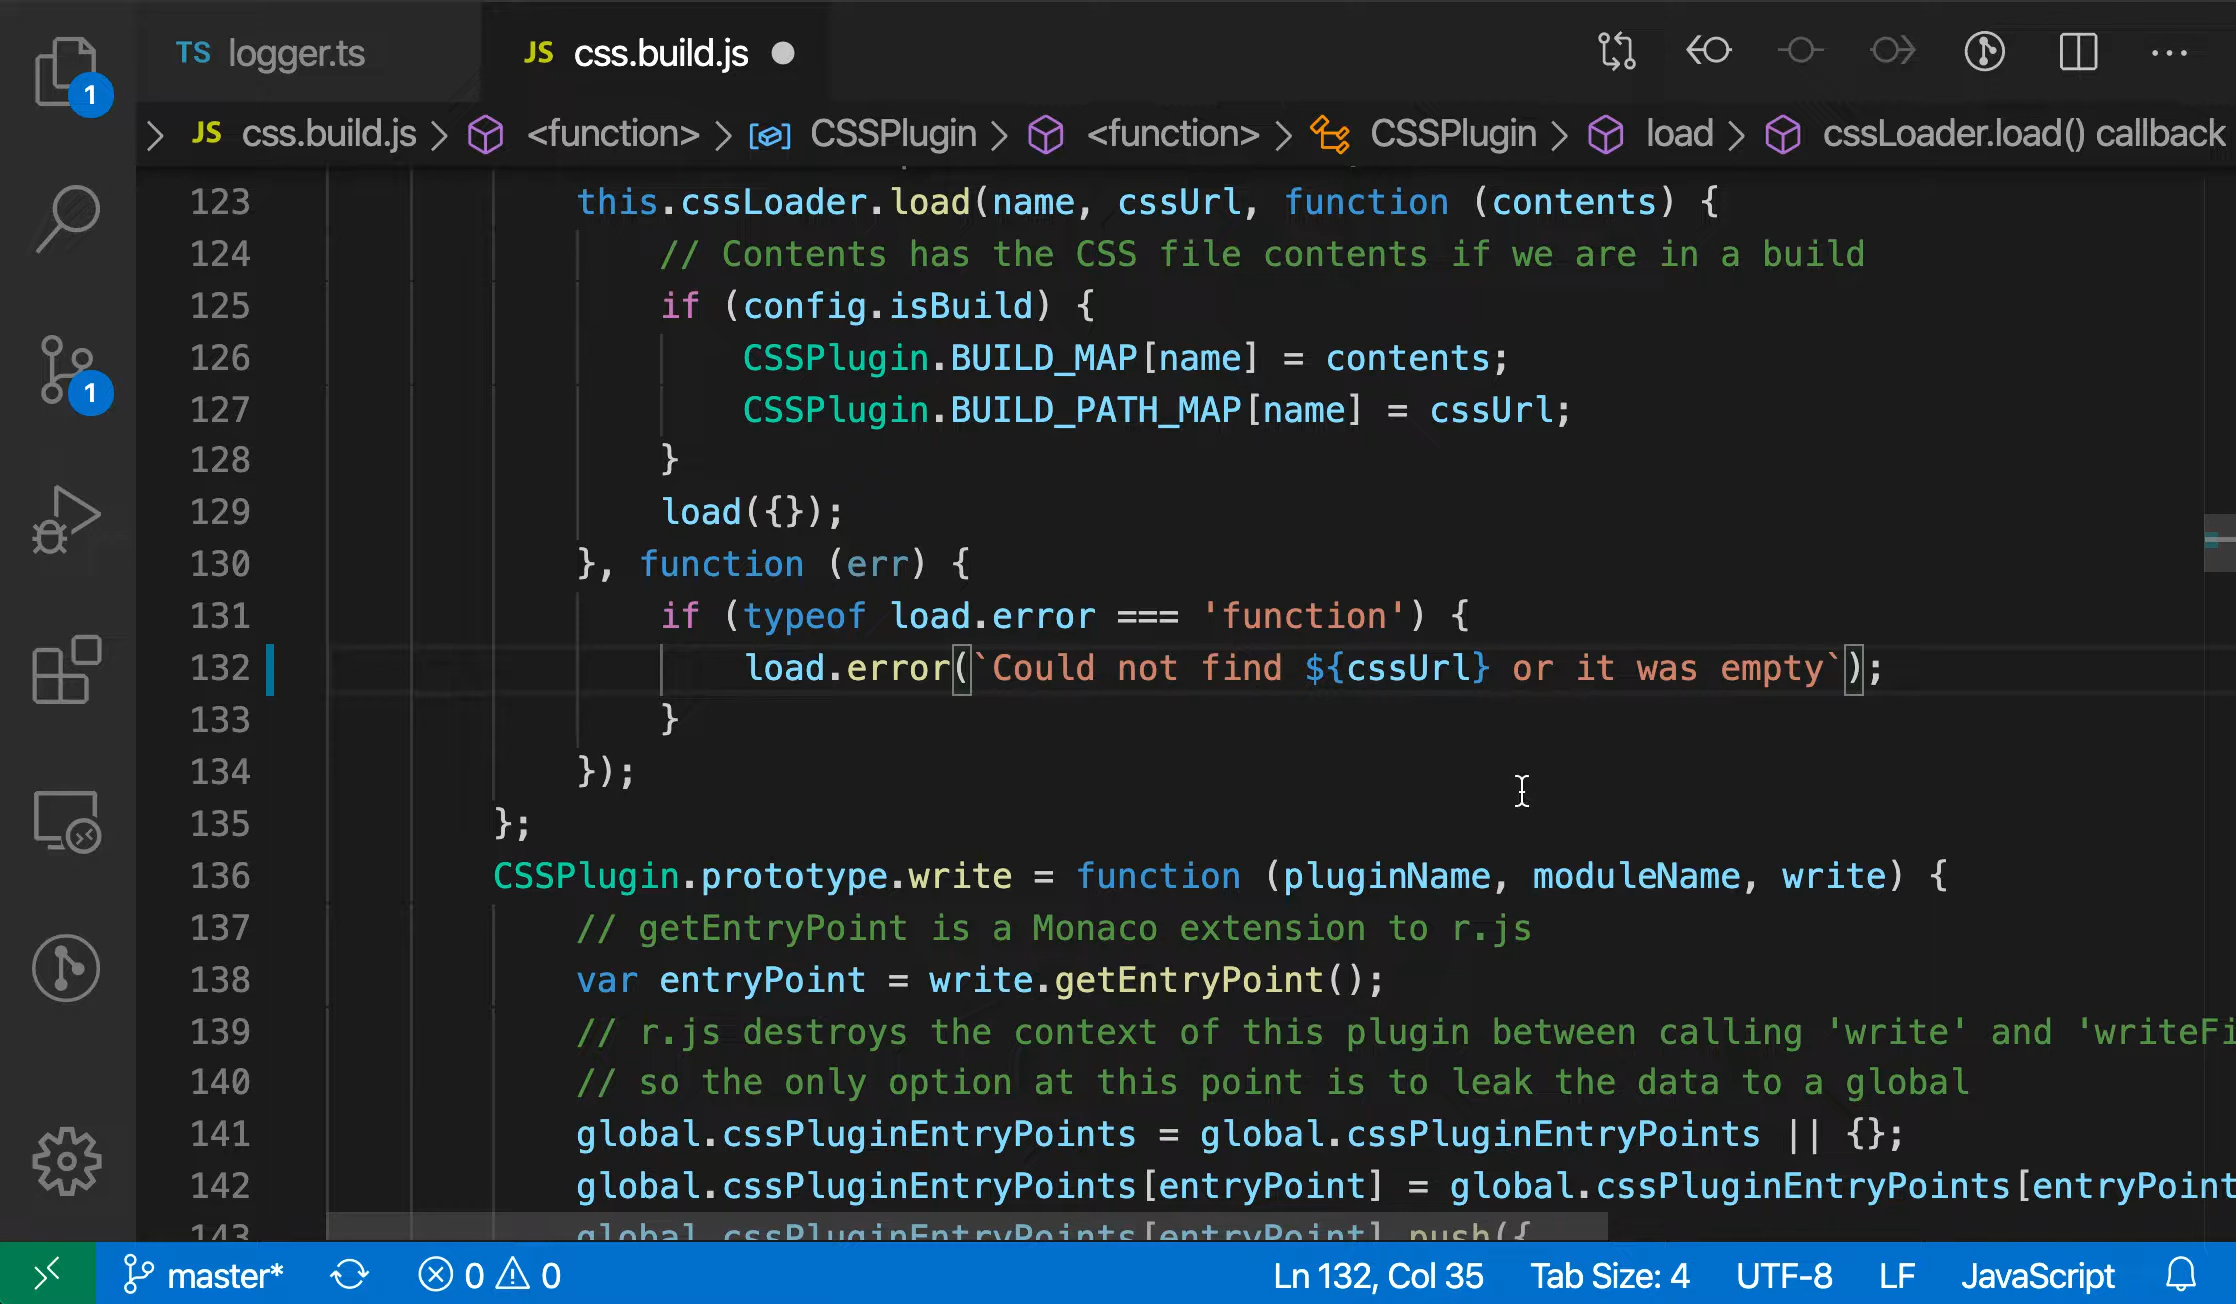 TS logger.ts
JS css.build.js
> JS css.build.js > <function> > CSSPlugin > <function> > CSSPlugin > load > cssLoader.load() callback
123 this.cssLoader.load(name, cssUrl, function (contents) {
124 // Contents has the CSS file contents if we are in a build
125 if (config.isBuild) {
126 CSSPlugin.BUILD_MAP[name] = contents;
127 CSSPlugin.BUILD_PATH_MAP[name] = cssUrl;
128 }
129 load({});
130 }, function (err) {
131 if (typeof load.error === 'function') {
132 load.error(`Could not find ${cssUrl} or it was empty`);
133 }
134 });
135 };
136 CSSPlugin.prototype.write = function (pluginName, moduleName, write) {
137 // getEntryPoint is a Monaco extension to r.js
138 var entryPoint = write.getEntryPoint();
139 // r.js destroys the context of this plugin between calling 'write' and 'writeFi
140 // so the only option at this point is to leak the data to a global
141 global.cssPluginEntryPoints = global.cssPluginEntryPoints || {};
142 global.cssPluginEntryPoints[entryPoint] = global.cssPluginEntryPoints[entryPoint
143 global.cssPluginEntryPoints[entryPoint].push({
1
1
master* 0 0 Ln 132, Col 35 Tab Size: 4 UTF-8 LF JavaScript